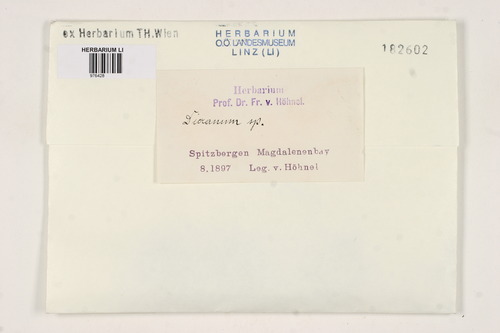 ex Herbarium TH.Wien
HERBARIUM LI
HERBARIUM
O.Ö. LANDESMUSEUM
LINZ (LI)
182602
Herbarium
Prof. Dr. Fr. v. Höhnel.
Dicranum sp.
Spitzbergen Magdalenenbay
8.1897 Leg. v. Höhnel